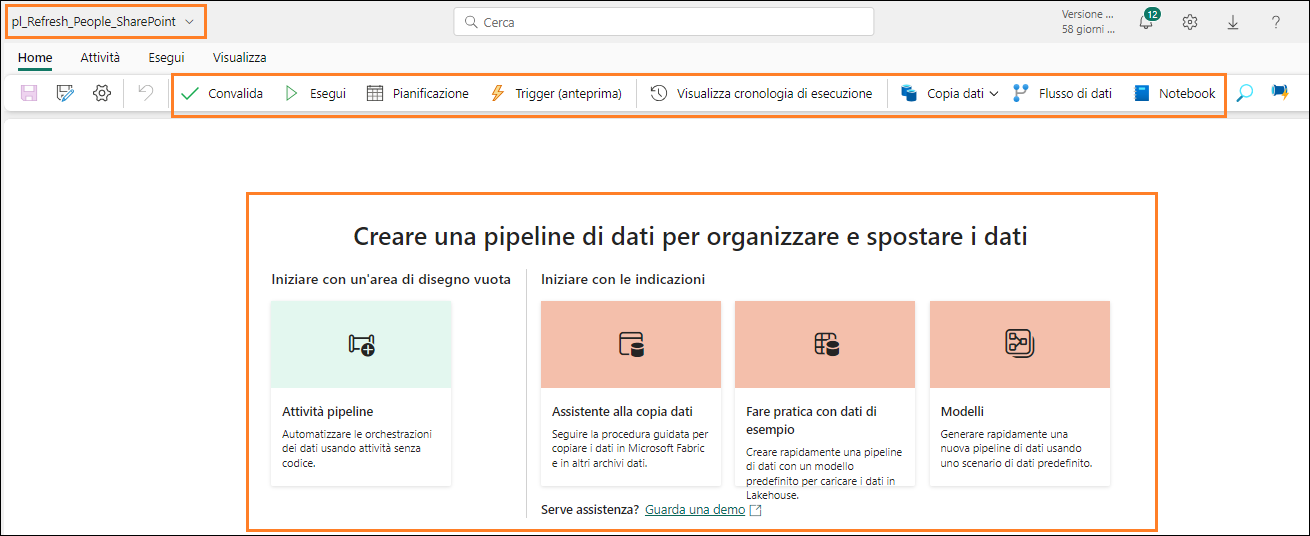 pl_Refresh_People_SharePoint
Cerca
Versione ...
58 giorni ...
12
?
Home Attività Esegui Visualizza
Convalida Esegui Pianificazione Trigger (anteprima) Visualizza cronologia di esecuzione Copia dati Flusso di dati Notebook
Creare una pipeline di dati per organizzare e spostare i dati
Iniziare con un'area di disegno vuota
Attività pipeline
Automatizzare le orchestrazioni
dei dati usando attività senza
codice.
Iniziare con le indicazioni
Assistente alla copia dati
Seguire la procedura guidata per
copiare i dati in Microsoft Fabric
e in altri archivi dati.
Fare pratica con dati di
esempio
Creare rapidamente una pipeline
di dati con un modello
predefinito per caricare i dati in
Lakehouse.
Modelli
Generare rapidamente una
nuova pipeline di dati usando
uno scenario di dati predefinito.
Serve assistenza? Guarda una demo